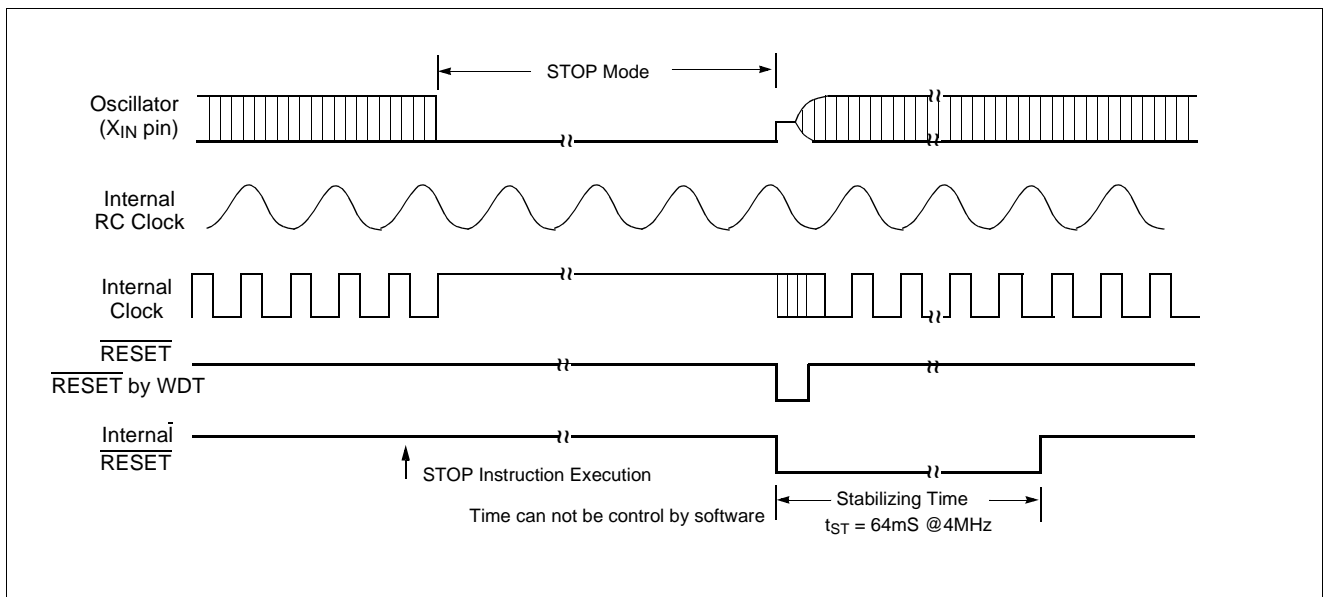 STOP Mode
Oscillator
(XIN pin)
Internal
RC Clock
Internal
Clock
RESET
RESET by WDT
Internal
RESET
STOP Instruction Execution
Time can not be control by software
Stabilizing Time
tST = 64mS @4MHz